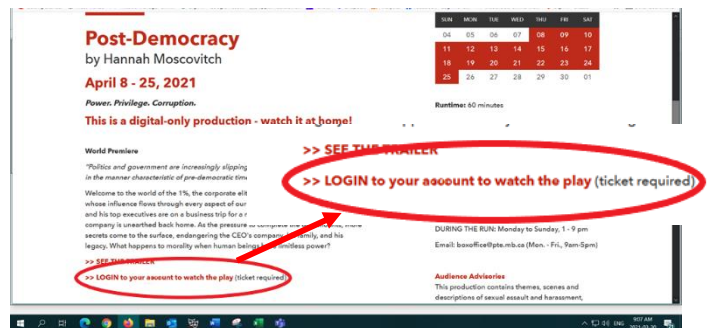 Post-Democracy
by Hannah Moscovitch
April 8 - 25, 2021
Power. Privilege. Corruption.
This is a digital-only production - watch it at home!
World Premiere
"Politics and government are increasingly slipping
in the manner characteristic of pre-democratic
Welcome to the world of the 1%, the corporate
whose influence flows through every aspect of
and his top executives are on a business trip for a
company is unearthed back home. As the pressure to
secrets come to the surface, endangering the CEO's company, family, and his
legacy. What happens to morality when human beings limitless power?
>> SEE THE TRAILER
>> LOGIN to your account to watch the play (ticket required)
SUN MON TUE WED THU FRI SAT
04 05 06 07 08 09 10
11 12 13 14 15 16 17
18 19 20 21 22 23 24
25 26 27 28 29 30 01
Runtime: 60 minutes
>> SEE THE TRAILER
>> LOGIN to your account to watch the play (ticket required)
DURING THE RUN: Monday to Sunday, 1 - 9 pm
Email: boxoffice@pte.mb.ca (Mon. - Fri., 9am-5pm)
Audience Advisories
This production contains themes, scenes and
descriptions of sexual assault and harassment,
ENG
9:07 AM